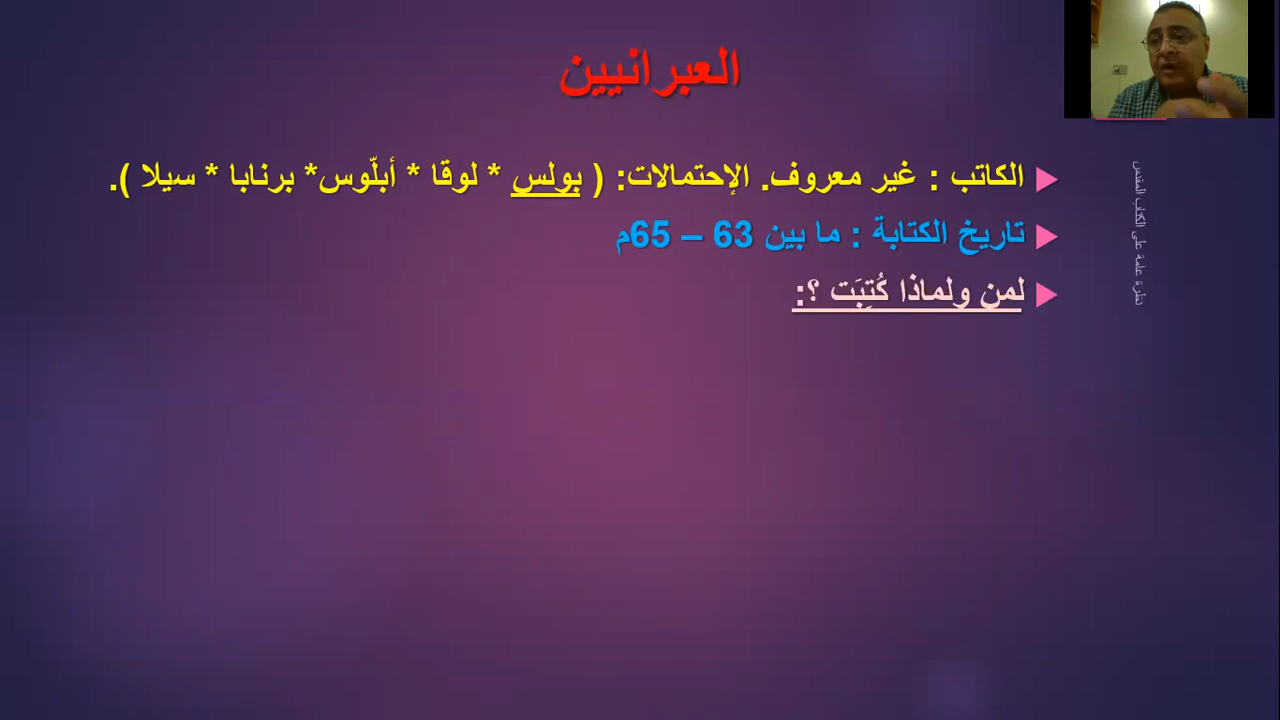 العبرانيين
الكاتب : غير معروف. الإحتمالات: ( بولس * لوقا * أبلّوس* برنابا * سيلا ).
تاريخ الكتابة : ما بين 63 – 65م
لمن ولماذا كُتِبَت ؟:
نظرة عامة على الكتاب المقدس